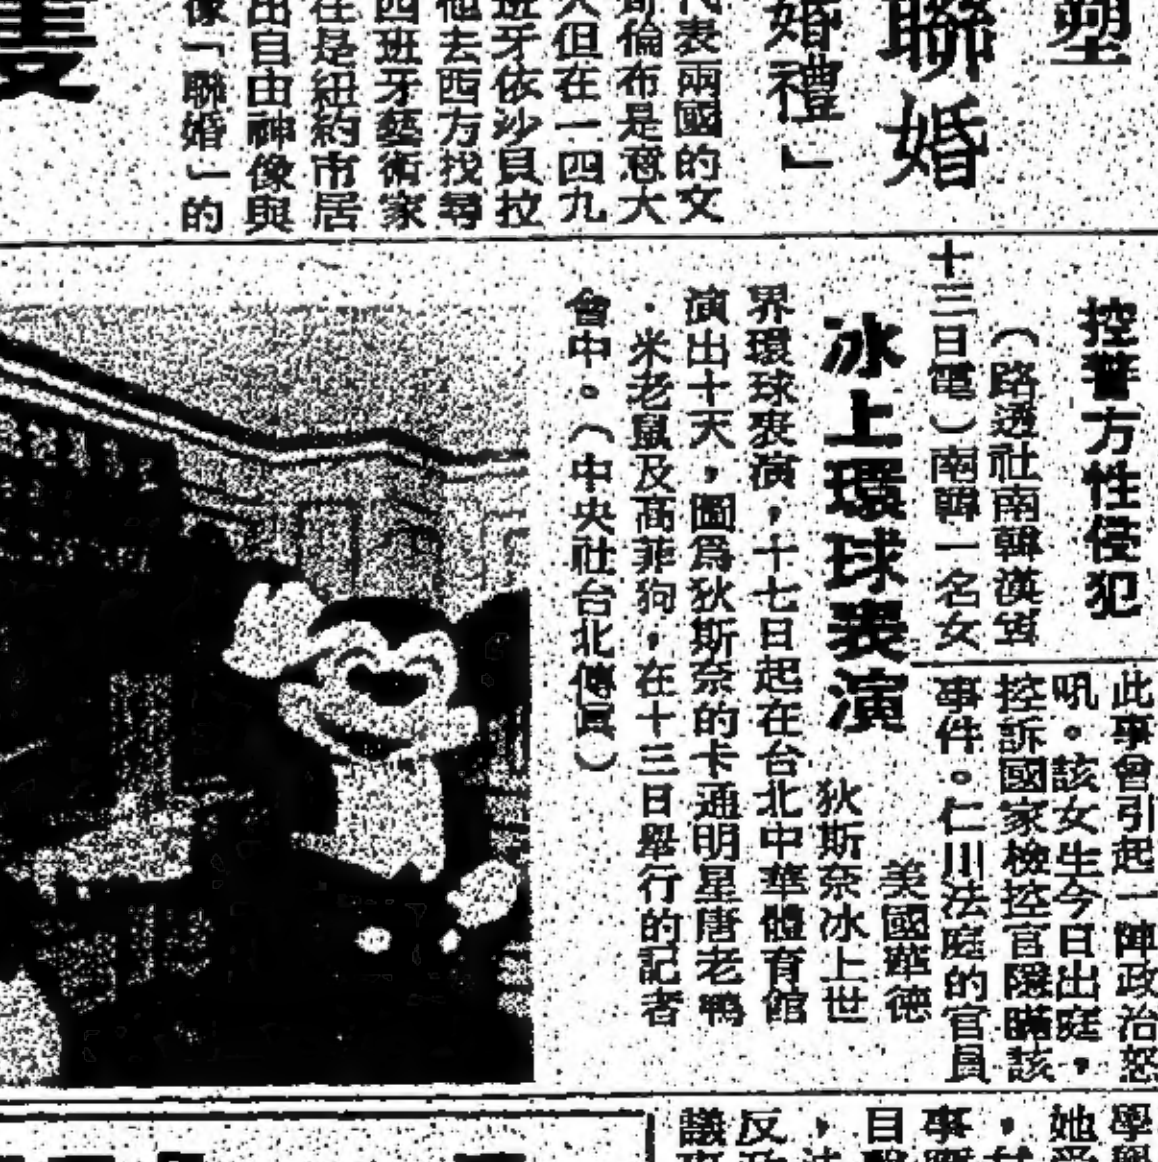 塑
聯婚
婚禮」
代表兩國的文
哥倫布是意大
人但在一四九
班牙依沙貝拉
他去西方找尋
四班牙藝術家
在是紐約市居
出自由神像與
像「聯婚」的
隻
控警方性侵犯
（路透社南韓漢城
十三日電）南韓一名女
此事曾引起一陣政治怒
吼。該女生今日出庭，
控訴國家檢控官隱瞞該
事件。仁川法庭的官員
冰上環球表演
美國華德
狄斯奈冰上世
界環球表演，十七日起在台北中華體育館
演出十天，圖爲狄斯奈的卡通明星唐老鴨
・米老鼠及高菲狗，在十三日舉行的記者
會中。（中央社台北傳真）
學
她
，
事
目
，
反
議